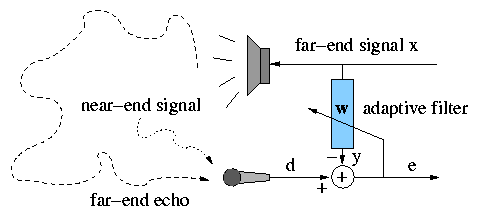 far-end signal x
near-end signal
w
adaptive filter
− y
d
+
+
e
far-end echo